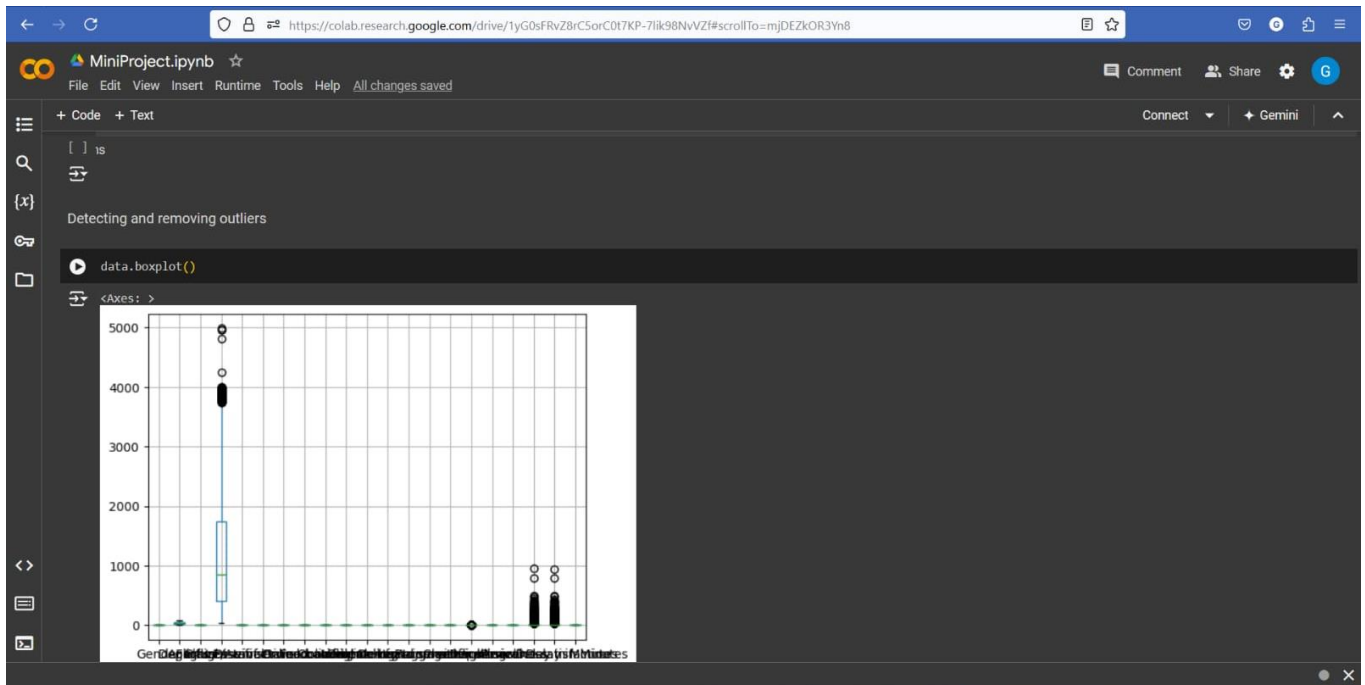 https://colab.research.google.com/drive/1yG0sFRvZ8rC5orC0t7KP-7lik98NvVZf#scrollTo=mjDEZkOR3Yn8
G
CO
MiniProject.ipynb
File Edit View Insert Runtime Tools Help All changes saved
Comment
Share
G
+ Code + Text
Connect
Gemini
[ ] ns
{x}
Detecting and removing outliers
data.boxplot()
<Axes: >
5000
4000
3000
2000
1000
0